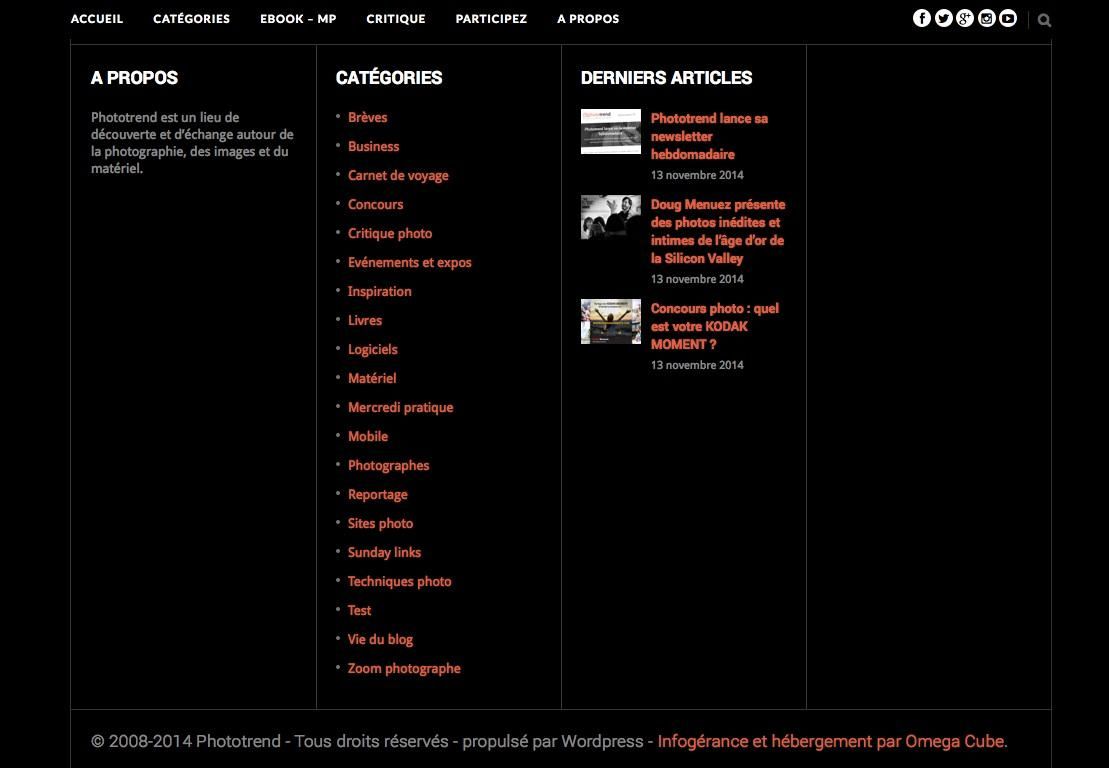 ACCUEIL CATÉGORIES EBOOK – MP CRITIQUE PARTICIPEZ A PROPOS
A PROPOS
Phototrend est un lieu de
découverte et d'échange autour de
la photographie, des images et du
matériel.
CATÉGORIES
Brèves
Business
Carnet de voyage
Concours
Critique photo
Evénements et expos
Inspiration
Livres
Logiciels
Matériel
Mercredi pratique
Mobile
Photographes
Reportage
Sites photo
Sunday links
Techniques photo
Test
Vie du blog
Zoom photographe
DERNIERS ARTICLES
Phototrend lance sa
newsletter
hebdomadaire
13 novembre 2014
Doug Menuez présente
des photos inédites et
intimes de l'âge d'or de
la Silicon Valley
13 novembre 2014
Concours photo : quel
est votre KODAK
MOMENT ?
13 novembre 2014
© 2008-2014 Phototrend - Tous droits réservés - propulsé par Wordpress - Infogérance et hébergement par Omega Cube.